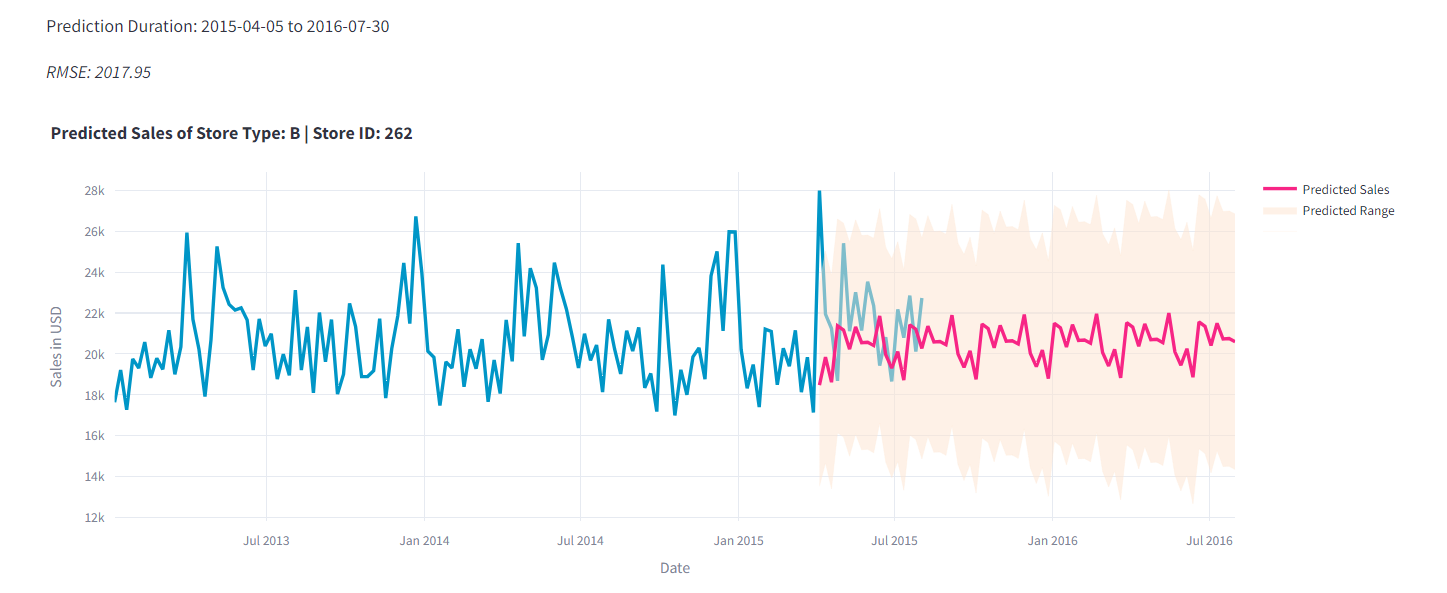 Prediction Duration: 2015-04-05 to 2016-07-30
RMSE: 2017.95
Predicted Sales of Store Type: B | Store ID: 262
28k
26k
24k
22k
20k
18k
16k
14k
12k
Sales in USD
Jul 2013
Jan 2014
Jul 2014
Jan 2015
Jul 2015
Jan 2016
Jul 2016
Date
Predicted Sales
Predicted Range